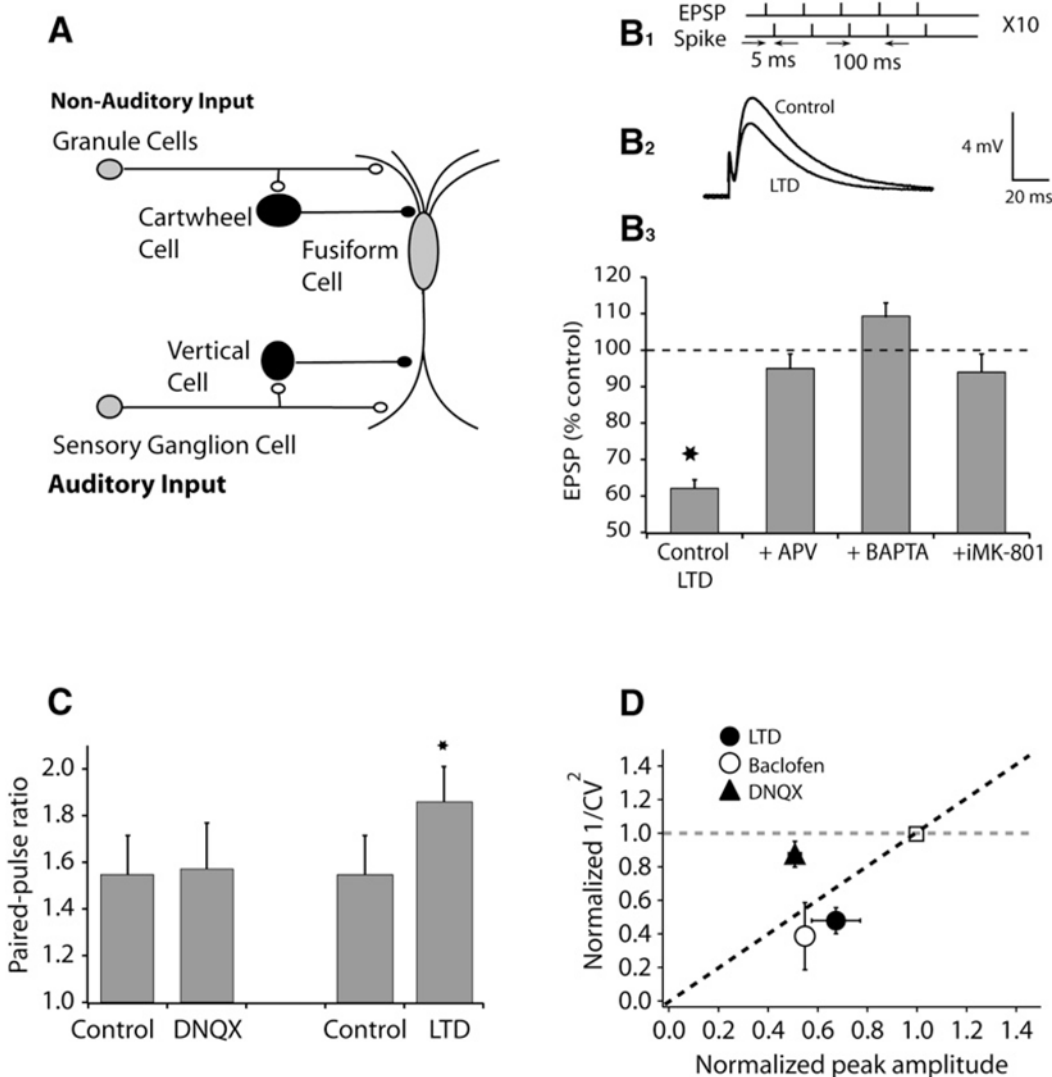 A
Non-Auditory Input
Granule Cells
Cartwheel
Cell
Fusiform
Cell
Vertical
Cell
Sensory Ganglion Cell
Auditory Input
B1
EPSP
Spike
X10
5 ms
100 ms
B2
Control
LTD
4 mV
20 ms
B3
EPSP (% control)
120
110
100
90
80
70
60
50
*
Control
LTD
+ APV
+ BAPTA
+iMK-801
C
Paired-pulse ratio
2.0
1.8
1.6
1.4
1.2
1.0
*
Control
DNQX
Control
LTD
D
LTD
Baclofen
DNQX
Normalized 1/CV²
1.4
1.2
1.0
0.8
0.6
0.4
0.2
0.0
0.0 0.2 0.4 0.6 0.8 1.0 1.2 1.4
Normalized peak amplitude